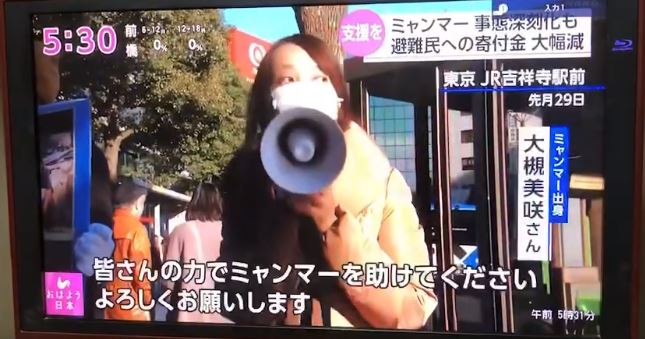 5:30
前橋
6-12時 12-18時
0% 0%
支援を
ミャンマー 事態深刻化も
避難民への寄付金 大幅減
入力1
東京 JR吉祥寺駅前
先月29日
ミャンマー出身
大槻美咲さん
皆さんの力でミャンマーを助けてください
よろしくお願いします
おはよう
日本
午前 5時31分